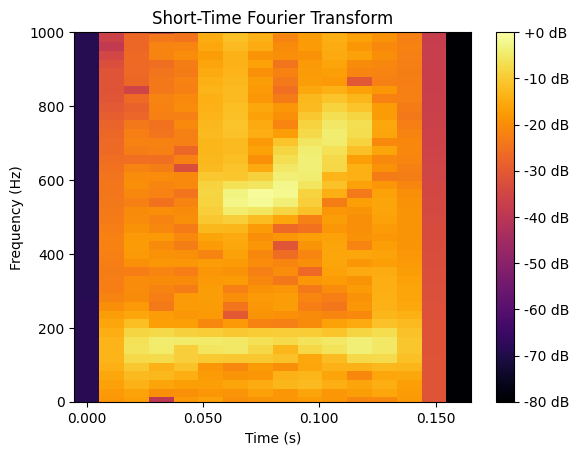 Short-Time Fourier Transform
1000
800
600
400
200
0
Frequency (Hz)
0.000
0.050
0.100
0.150
Time (s)
+0 dB
-10 dB
-20 dB
-30 dB
-40 dB
-50 dB
-60 dB
-70 dB
-80 dB